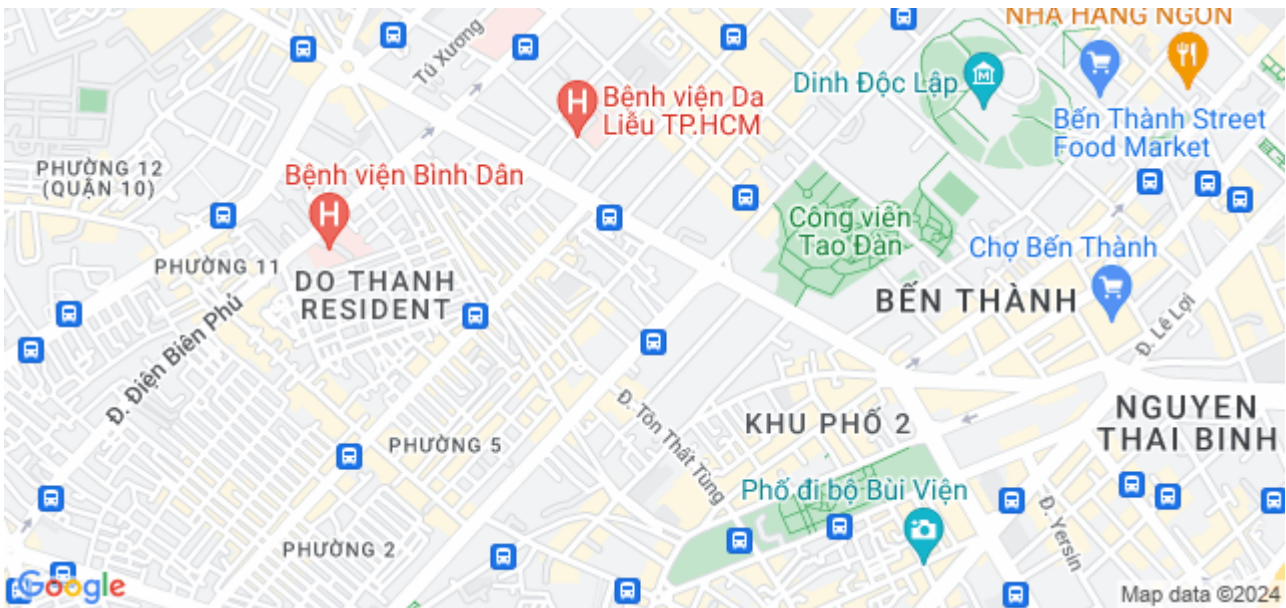 NHÀ HÀNG NGON
Tú Xương
Dinh Độc Lập
Bệnh viện Da
Liễu TP.HCM
Bến Thành Street
Food Market
PHƯỜNG 12
(QUẬN 10)
Bệnh viện Bình Dân
Công viên
Tao Đàn
Chợ Bến Thành
PHƯỜNG 11
DO THANH
RESIDENT
BẾN THÀNH
Đ. Lê Lợi
Đ. Điện Biên Phủ
Đ. Tôn Thất Tùng
KHU PHỐ 2
NGUYEN
THAI BINH
PHƯỜNG 5
Phố đi bộ Bùi Viện
Đ. Yersin
PHƯỜNG 2
Google
Map data ©2024